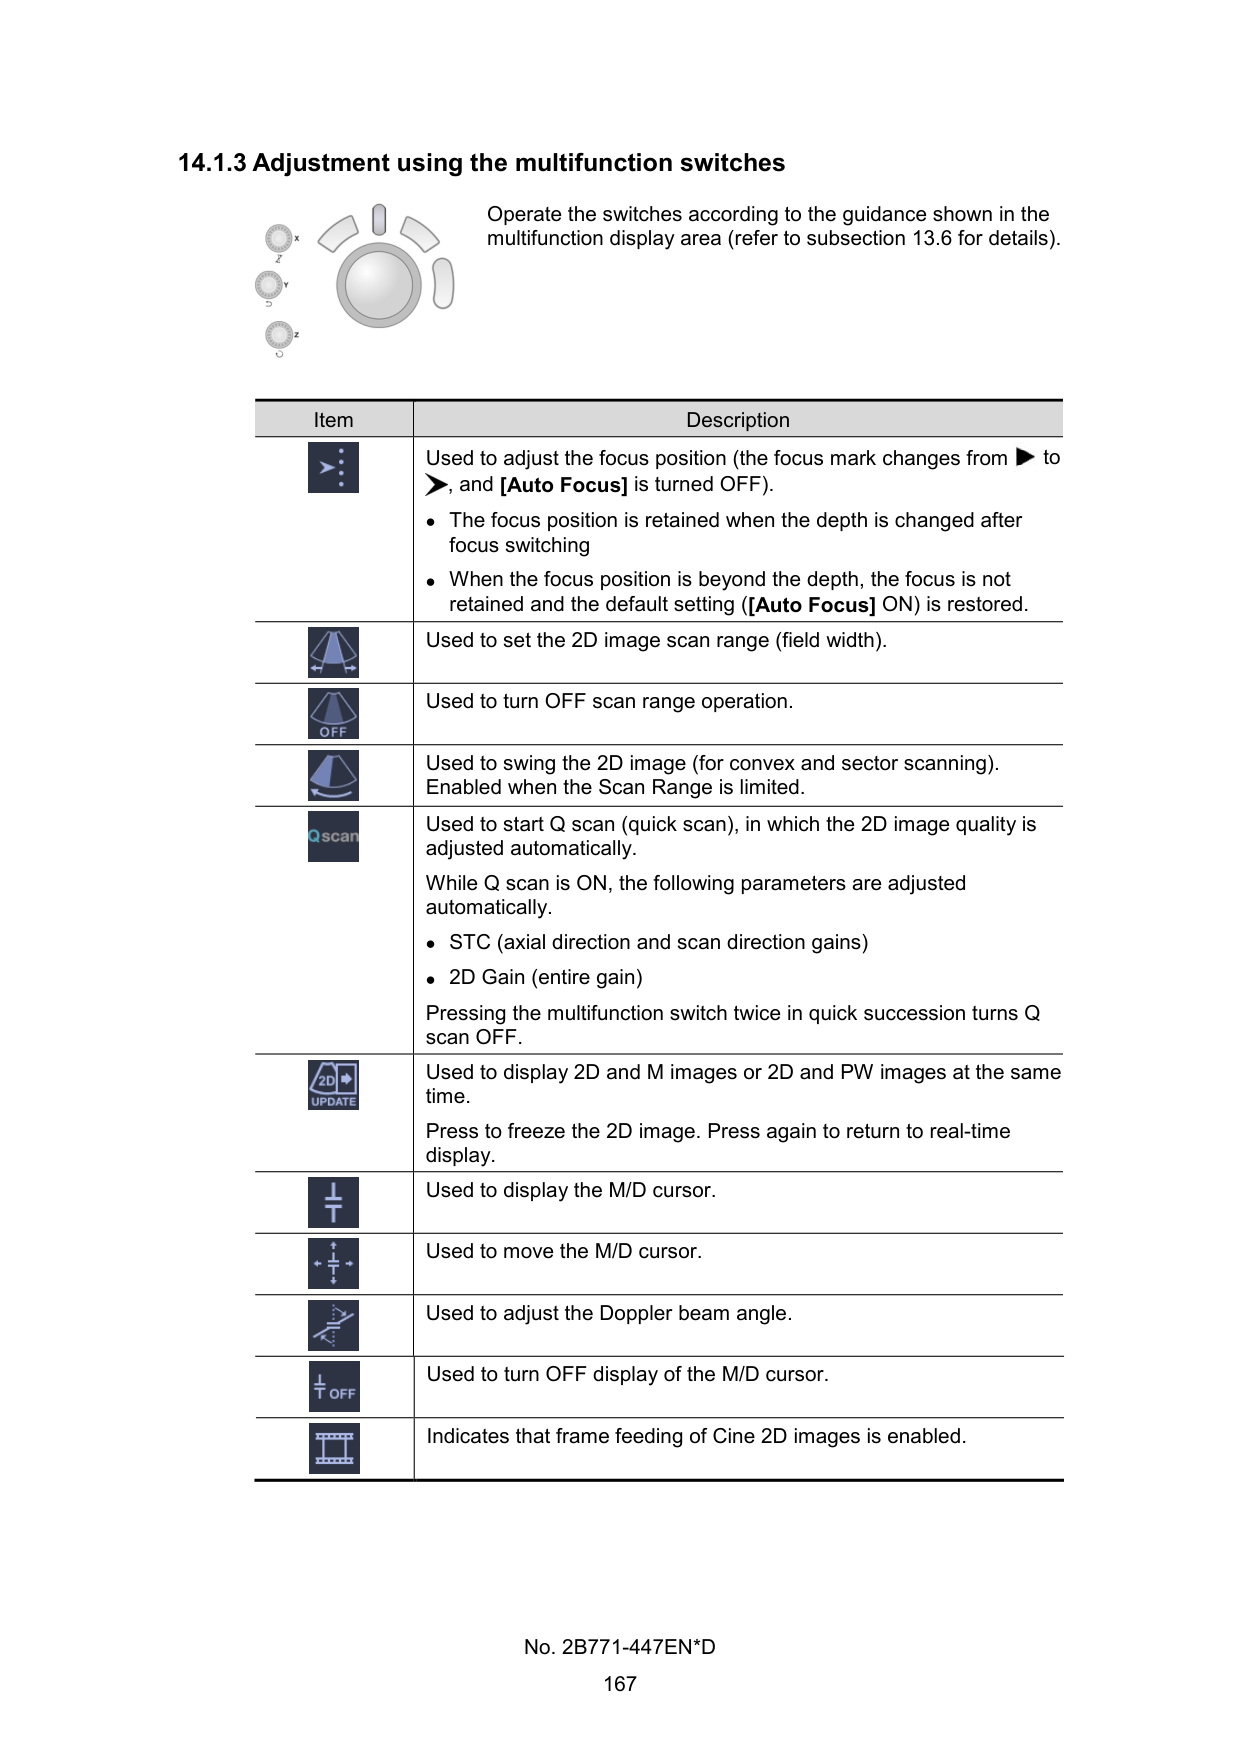 14.1.3 Adjustment using the multifunction switches
Operate the switches according to the guidance shown in the
multifunction display area (refer to subsection 13.6 for details).
X
Y
Z
Item Description
Used to adjust the focus position (the focus mark changes from ▶ to
➤, and [Auto Focus] is turned OFF).
• The focus position is retained when the depth is changed after
focus switching
• When the focus position is beyond the depth, the focus is not
retained and the default setting ([Auto Focus] ON) is restored.
Used to set the 2D image scan range (field width).
OFF
Used to turn OFF scan range operation.
Used to swing the 2D image (for convex and sector scanning).
Enabled when the Scan Range is limited.
Qscan
Used to start Q scan (quick scan), in which the 2D image quality is
adjusted automatically.
While Q scan is ON, the following parameters are adjusted
automatically.
• STC (axial direction and scan direction gains)
• 2D Gain (entire gain)
Pressing the multifunction switch twice in quick succession turns Q
scan OFF.
2D
UPDATE
Used to display 2D and M images or 2D and PW images at the same
time.
Press to freeze the 2D image. Press again to return to real-time
display.
Used to display the M/D cursor.
Used to move the M/D cursor.
Used to adjust the Doppler beam angle.
OFF
Used to turn OFF display of the M/D cursor.
Indicates that frame feeding of Cine 2D images is enabled.
No. 2B771-447EN*D
167